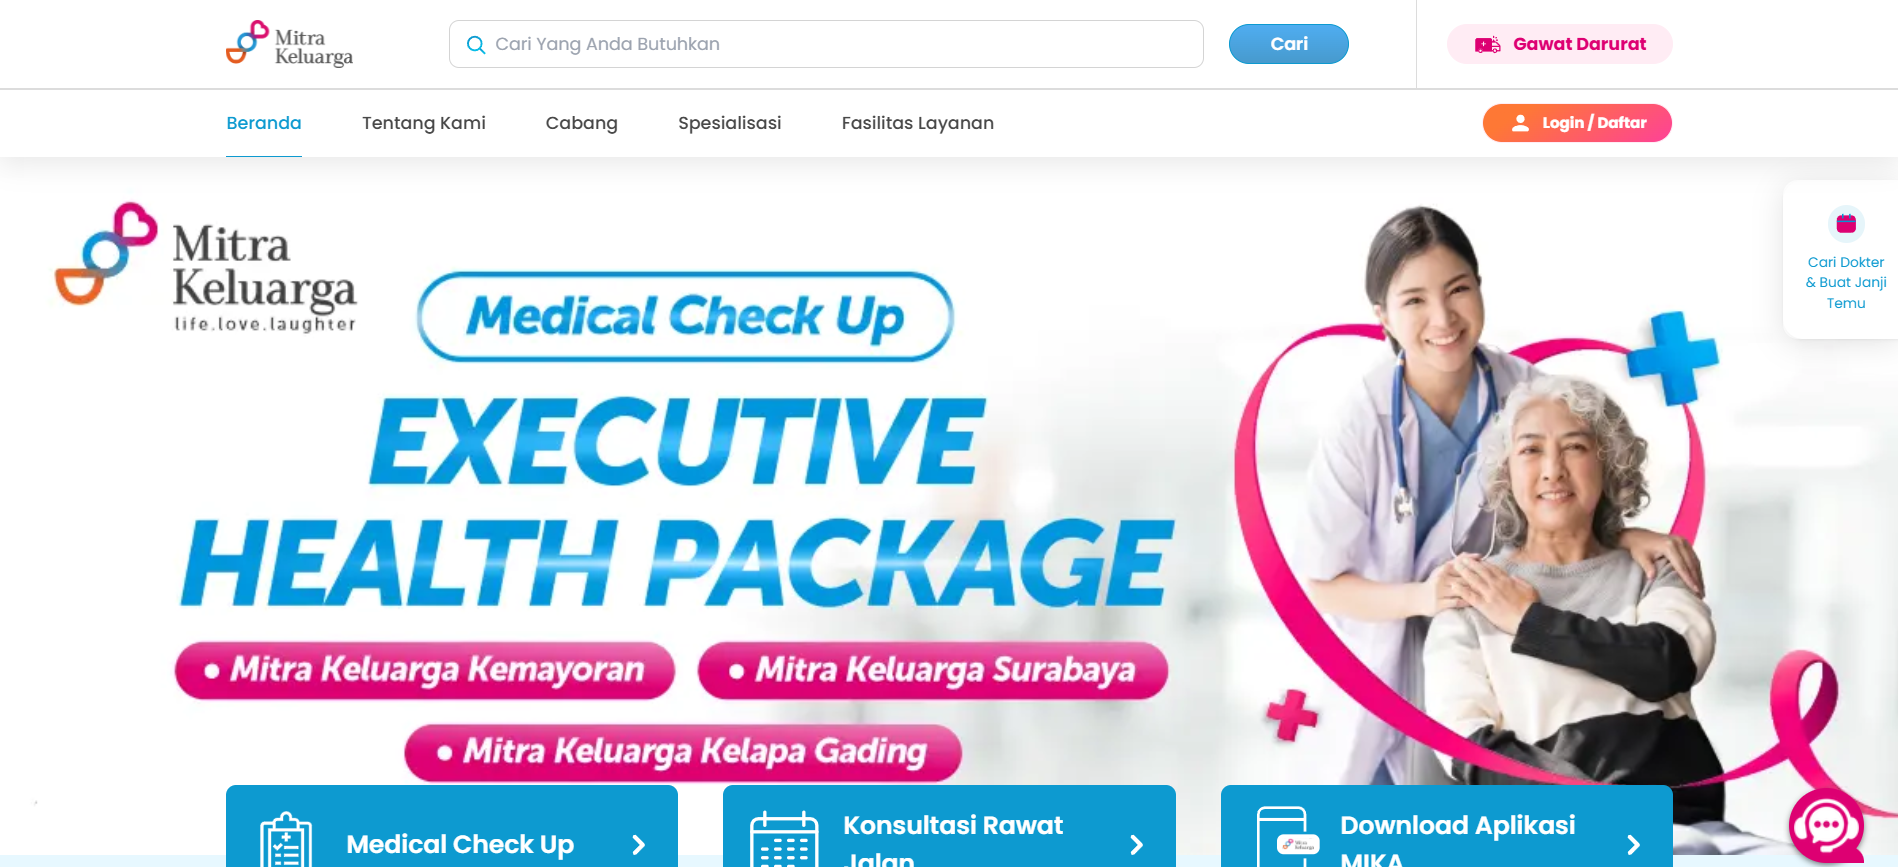 Mitra
Keluarga
Cari Yang Anda Butuhkan
Cari
Gawat Darurat
Beranda
Tentang Kami
Cabang
Spesialisasi
Fasilitas Layanan
Login / Daftar
Mitra
Keluarga
life.love.laughter
Medical Check Up
EXECUTIVE
HEALTH PACKAGE
• Mitra Keluarga Kemayoran
• Mitra Keluarga Surabaya
• Mitra Keluarga Kelapa Gading
Cari Dokter
& Buat Janji
Temu
Medical Check Up
Konsultasi Rawat
Jalan
Download Aplikasi
MIKA